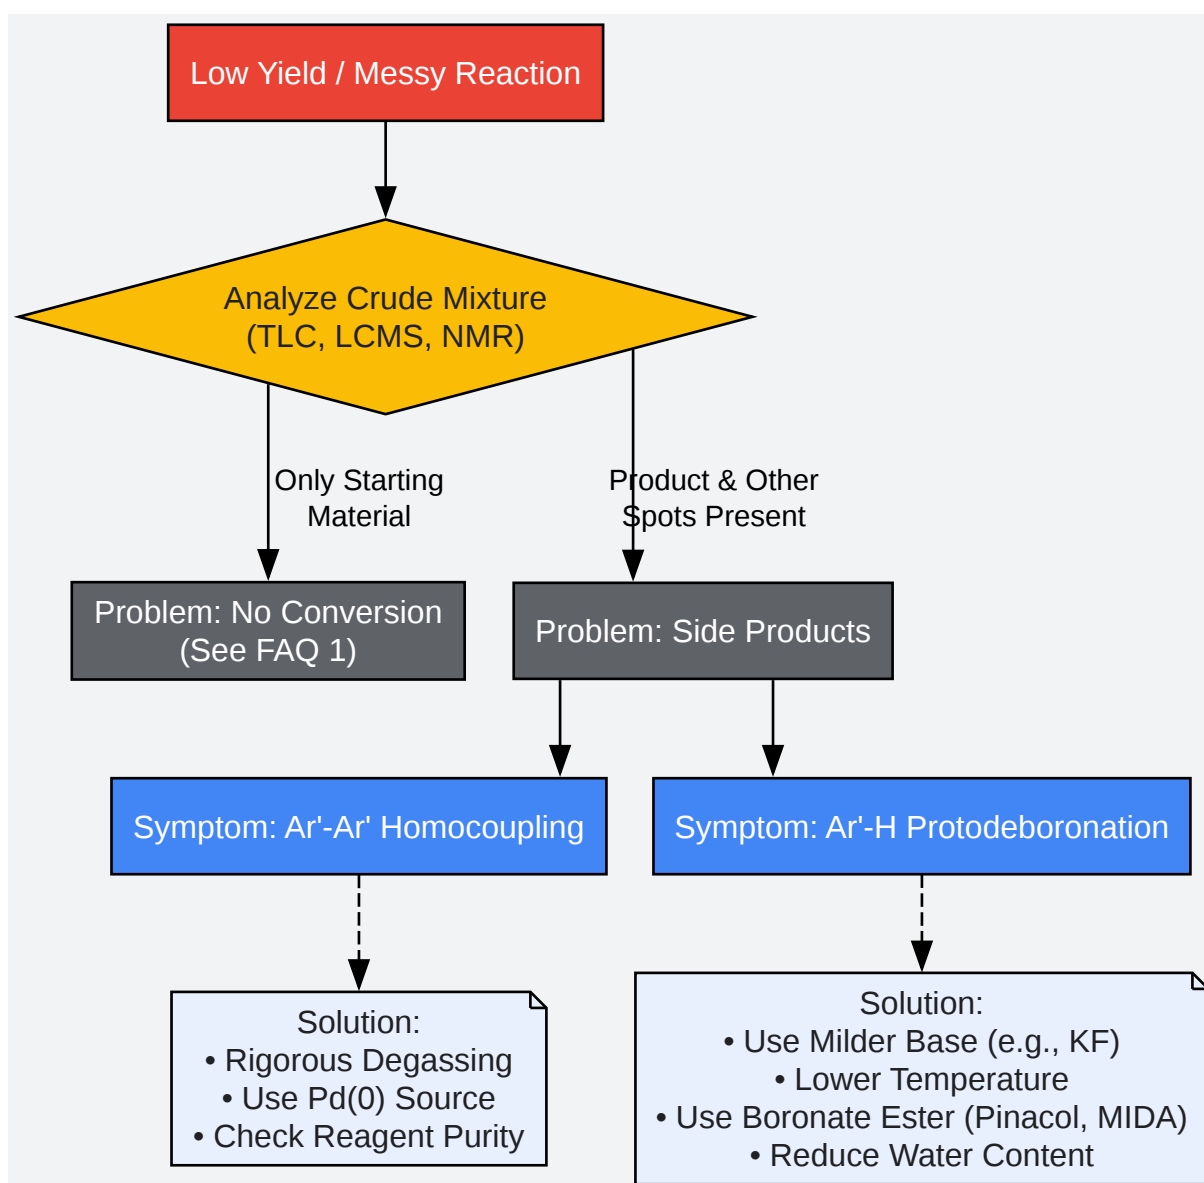 Low Yield / Messy Reaction
Analyze Crude Mixture
(TLC, LCMS, NMR)
Only Starting
Material
Product & Other
Spots Present
Problem: No Conversion
(See FAQ 1)
Problem: Side Products
Symptom: Ar'-Ar' Homocoupling
Symptom: Ar'-H Protodeboronation
Solution:
• Rigorous Degassing
• Use Pd(0) Source
• Check Reagent Purity
Solution:
• Use Milder Base (e.g., KF)
• Lower Temperature
• Use Boronate Ester (Pinacol, MIDA)
• Reduce Water Content